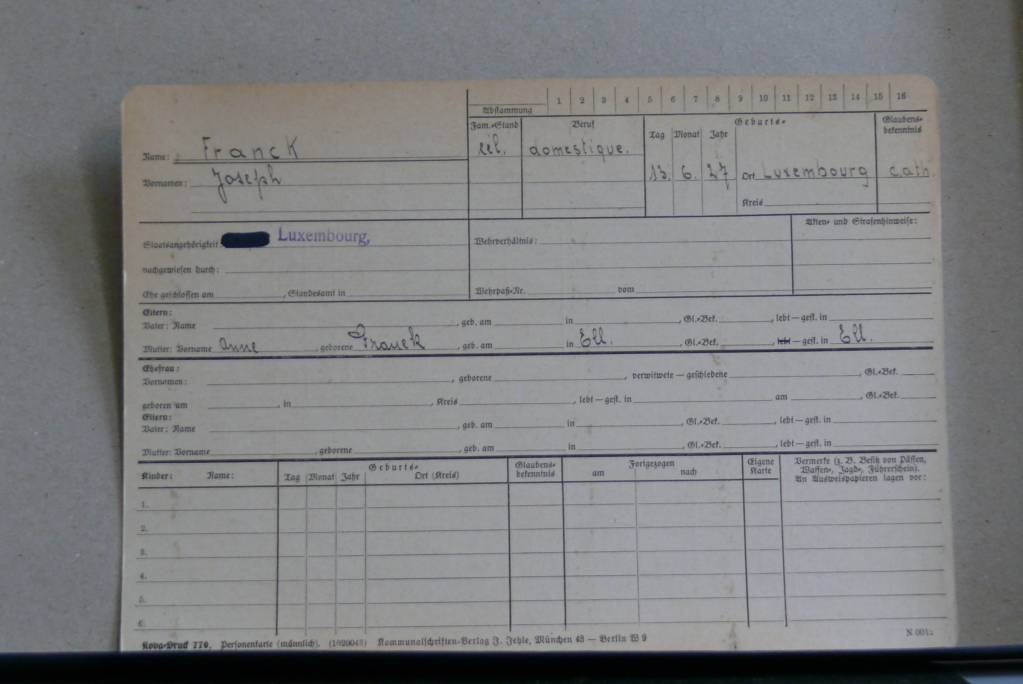 1 2 3 4 5 6 7 8 9 10 11 12 13 14 15 16
Abstammung
Fam.-Stand Beruf Geburts- Glaubens-
bekenntnis
Tag Monat Jahr
Name: Franck cél. domestique.
Vornamen: Joseph 13. 6. 27 Ort Luxembourg cath.
Kreis
Akten- und Strafenhinweise:
Staatsangehörigkeit: Luxembourg, Wehrverhältnis:
nachgewiesen durch:
Ehe geschlossen am , Standesamt in Wehrpaß-Nr. vom
Eltern:
Vater: Name , geb. am in , Gl.-Bek. , lebt — gest. in
Mutter: Vorname Anne , geborene Franck , geb. am in Ell. , Gl.-Bek. , lebt — gest. in Ell.
Ehefrau:
Vornamen: , geborene , verwitwete — geschiedene , Gl.-Bek.
geboren am , in , Kreis , lebt — gest. in am , Gl.-Bek.
Eltern:
Vater: Name , geb. am in , Gl.-Bek. , lebt — gest. in
Mutter: Vorname , geborene , geb. am in , Gl.-Bek. , lebt — gest. in
Kinder: Name: Geburts- Glaubens-
bekenntnis Fortgezogen Eigene
Karte Vermerke (z. B. Besitz von Pässen,
Waffen-, Jagd-, Führerschein).
An Ausweispapieren lagen vor:
Tag Monat Jahr Ort (Kreis) am nach
1.
2.
3.
4.
5.
6.
Kova-Druck 770. Personenkarte (männlich). Kommunalschriften-Verlag J. Jehle, München 43 — Berlin W 9